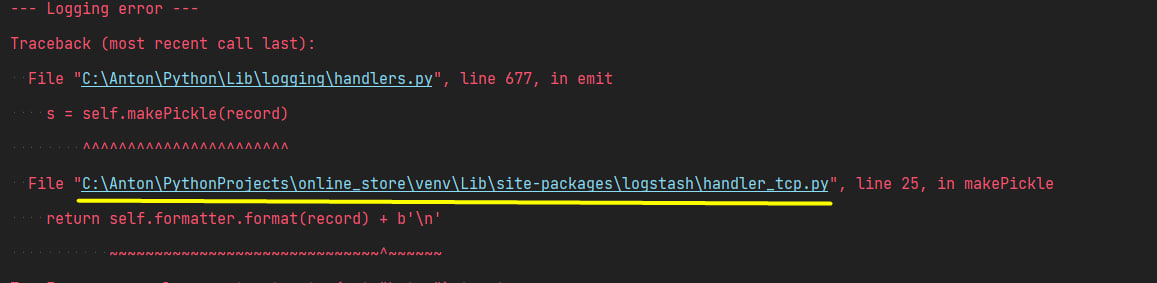 --- Logging error ---
Traceback (most recent call last):
File "C:\Anton\Python\Lib\logging\handlers.py", line 677, in emit
s = self.makePickle(record)
^^^^^^^^^^^^^^^^^^^^^^^
File "C:\Anton\PythonProjects\online_store\venv\Lib\site-packages\logstash\handler_tcp.py", line 25, in makePickle
return self.formatter.format(record) + b'\n'
~~~~~~~~~~~~~~~~~~~~~~~~~~~~~~^~~~~~~